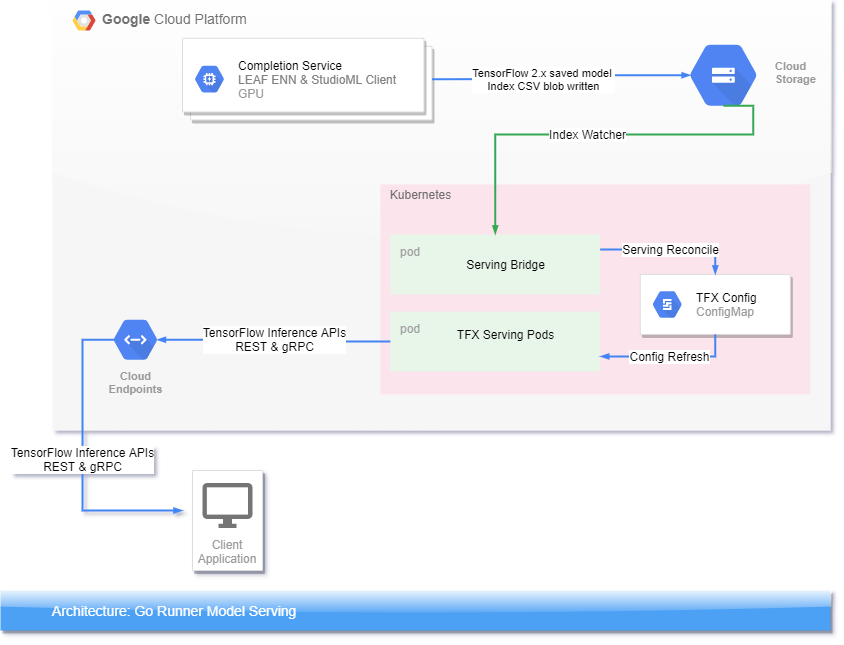 Google Cloud Platform
Completion Service
LEAF ENN & StudioML Client
GPU
TensorFlow 2.x saved model
Index CSV blob written
Cloud
Storage
Index Watcher
Kubernetes
pod
Serving Bridge
Serving Reconcile
TFX Config
ConfigMap
pod
TFX Serving Pods
Config Refresh
TensorFlow Inference APIs
REST & gRPC
Cloud
Endpoints
TensorFlow Inference APIs
REST & gRPC
Client
Application
Architecture: Go Runner Model Serving